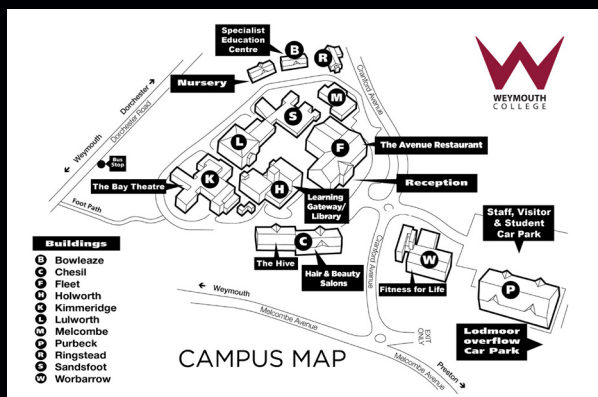 Specialist
Education
Centre
B
R
Nursery
Cranford Avenue
WEYMOUTH
COLLEGE
Dorchester
Dorchester Road
Weymouth
M
S
L
F
The Avenue Restaurant
Bus
Stop
K
The Bay Theatre
H
Learning
Gateway/
Library
Reception
Foot Path
Staff, Visitor
& Student
Car Park
Buildings
B Bowleaze
C Chesil
F Fleet
H Holworth
K Kimmeridge
L Lulworth
M Melcombe
P Purbeck
R Ringstead
S Sandsfoot
W Worbarrow
C
The Hive
Hair & Beauty
Salons
Cranford Avenue
W
Fitness for Life
P
Weymouth
Melcombe Avenue
EXIT
ONLY
Lodmoor
overflow
Car Park
CAMPUS MAP
Melcombe Avenue
Preston